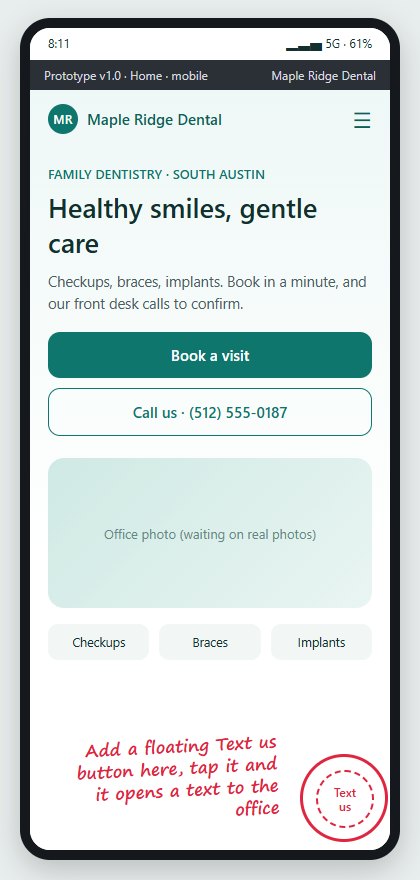 8:11 5G · 61%
Prototype v1.0 · Home · mobile Maple Ridge Dental
MR Maple Ridge Dental
FAMILY DENTISTRY · SOUTH AUSTIN
Healthy smiles, gentle
care
Checkups, braces, implants. Book in a minute, and
our front desk calls to confirm.
Book a visit
Call us · (512) 555-0187
Office photo (waiting on real photos)
Checkups Braces Implants
Add a floating Text us
button here, tap it and
it opens a text to the
office
Text
us